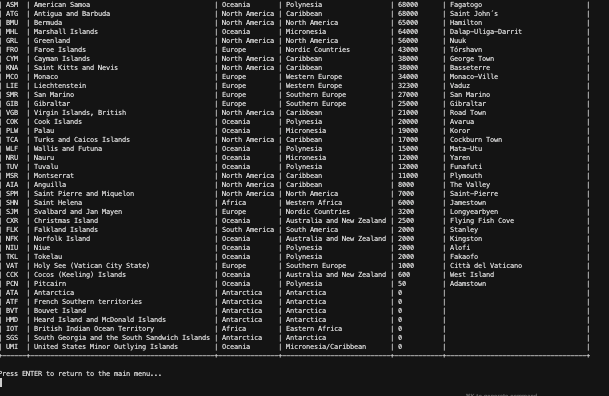 | ASM | American Samoa | Oceania | Polynesia | 68000 | Fagatogo |
| ATG | Antigua and Barbuda | North America | Caribbean | 68000 | Saint John´s |
| BMU | Bermuda | North America | North America | 65000 | Hamilton |
| MHL | Marshall Islands | Oceania | Micronesia | 64000 | Dalap-Uliga-Darrit |
| GRL | Greenland | North America | North America | 56000 | Nuuk |
| FRO | Faroe Islands | Europe | Nordic Countries | 43000 | Tórshavn |
| CYM | Cayman Islands | North America | Caribbean | 38000 | George Town |
| KNA | Saint Kitts and Nevis | North America | Caribbean | 38000 | Basseterre |
| MCO | Monaco | Europe | Western Europe | 34000 | Monaco-Ville |
| LIE | Liechtenstein | Europe | Western Europe | 32300 | Vaduz |
| SMR | San Marino | Europe | Southern Europe | 27000 | San Marino |
| GIB | Gibraltar | Europe | Southern Europe | 25000 | Gibraltar |
| VGB | Virgin Islands, British | North America | Caribbean | 21000 | Road Town |
| COK | Cook Islands | Oceania | Polynesia | 20000 | Avarua |
| PLW | Palau | Oceania | Micronesia | 19000 | Koror |
| TCA | Turks and Caicos Islands | North America | Caribbean | 17000 | Cockburn Town |
| WLF | Wallis and Futuna | Oceania | Polynesia | 15000 | Mata-Utu |
| NRU | Nauru | Oceania | Micronesia | 12000 | Yaren |
| TUV | Tuvalu | Oceania | Polynesia | 12000 | Funafuti |
| MSR | Montserrat | North America | Caribbean | 11000 | Plymouth |
| AIA | Anguilla | North America | Caribbean | 8000 | The Valley |
| SPM | Saint Pierre and Miquelon | North America | North America | 7000 | Saint-Pierre |
| SHN | Saint Helena | Africa | Western Africa | 6000 | Jamestown |
| SJM | Svalbard and Jan Mayen | Europe | Nordic Countries | 3200 | Longyearbyen |
| CXR | Christmas Island | Oceania | Australia and New Zealand | 2500 | Flying Fish Cove |
| FLK | Falkland Islands | South America | South America | 2000 | Stanley |
| NFK | Norfolk Island | Oceania | Australia and New Zealand | 2000 | Kingston |
| NIU | Niue | Oceania | Polynesia | 2000 | Alofi |
| TKL | Tokelau | Oceania | Polynesia | 2000 | Fakaofo |
| VAT | Holy See (Vatican City State) | Europe | Southern Europe | 1000 | Città del Vaticano |
| CCK | Cocos (Keeling) Islands | Oceania | Australia and New Zealand | 600 | West Island |
| PCN | Pitcairn | Oceania | Polynesia | 50 | Adamstown |
| ATA | Antarctica | Antarctica | Antarctica | 0 | |
| ATF | French Southern territories | Antarctica | Antarctica | 0 | |
| BVT | Bouvet Island | Antarctica | Antarctica | 0 | |
| HMD | Heard Island and McDonald Islands | Antarctica | Antarctica | 0 | |
| IOT | British Indian Ocean Territory | Africa | Eastern Africa | 0 | |
| SGS | South Georgia and the South Sandwich Islands | Antarctica | Antarctica | 0 | |
| UMI | United States Minor Outlying Islands | Oceania | Micronesia/Caribbean | 0 | |
Press ENTER to return to the main menu...